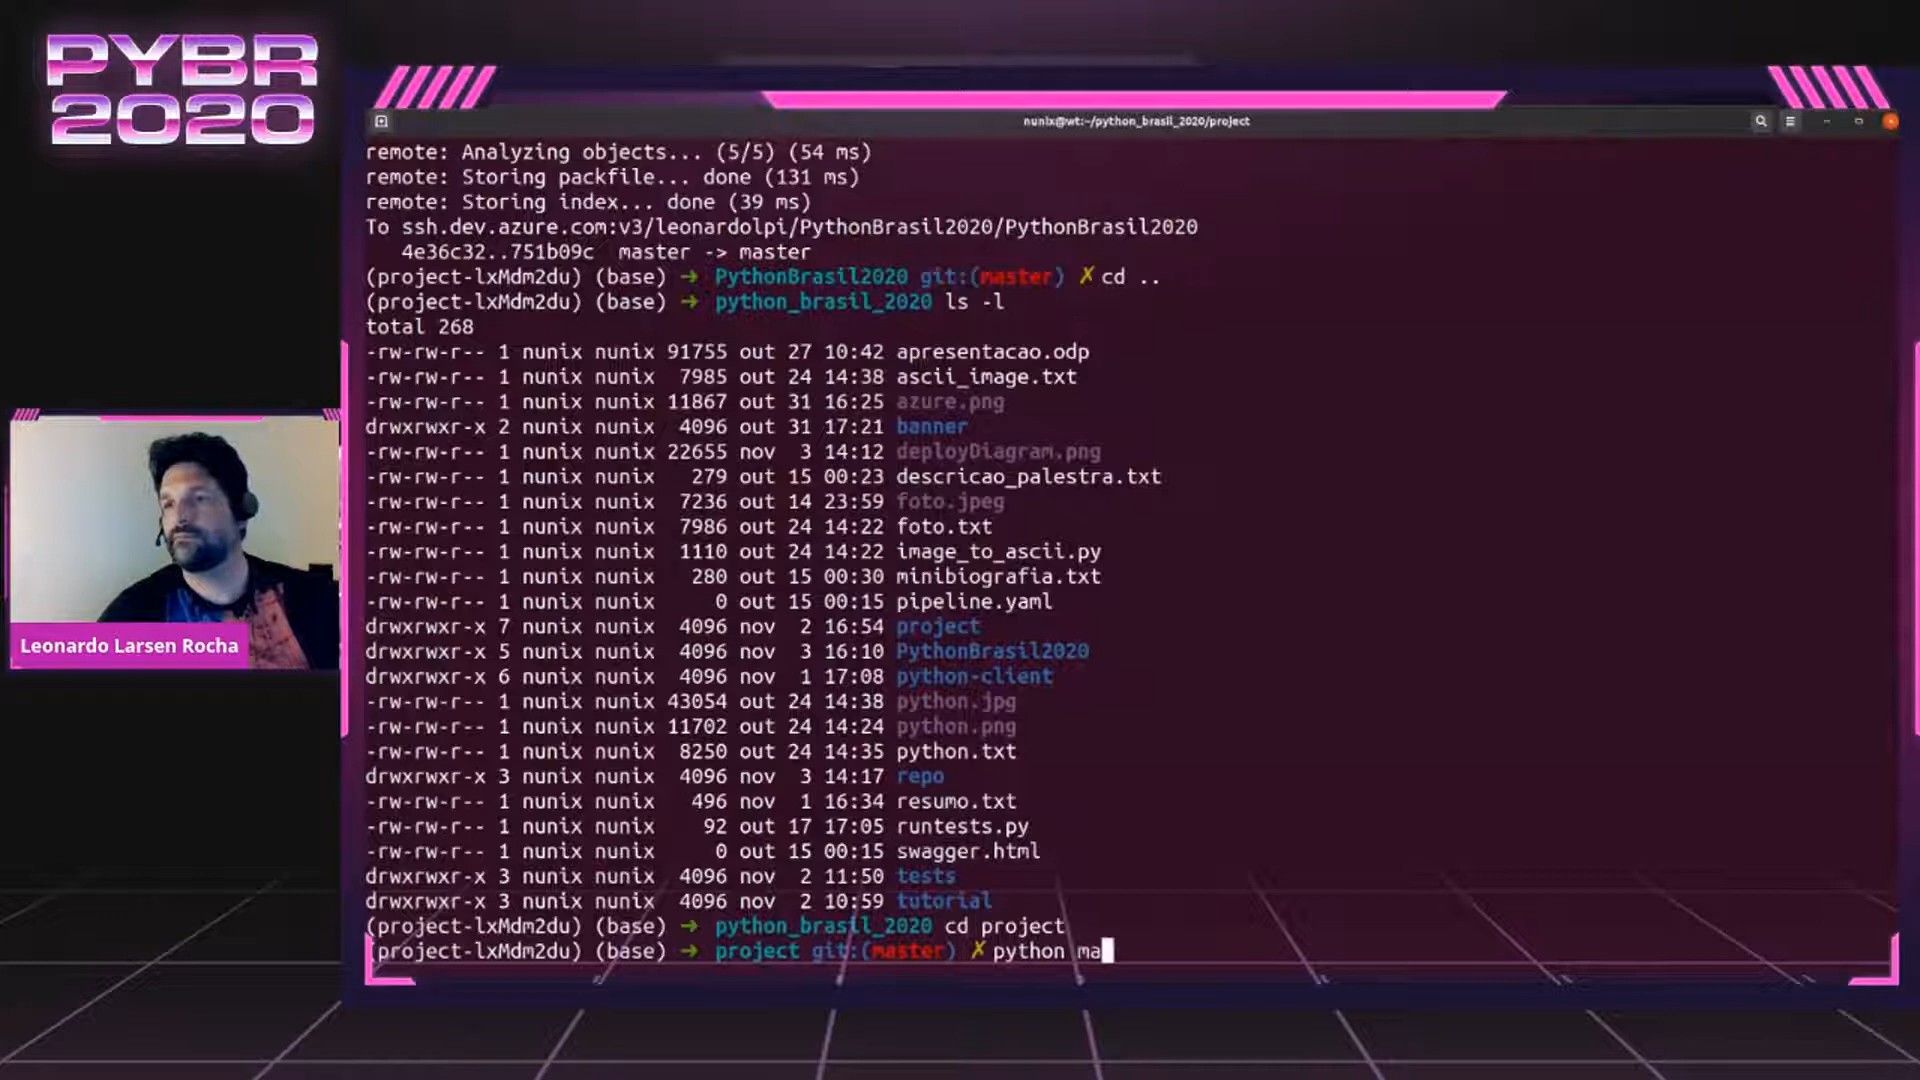 PYBR
2020
nunix@wt:~/python_brasil_2020/project
remote: Analyzing objects... (5/5) (54 ms)
remote: Storing packfile... done (131 ms)
remote: Storing index... done (39 ms)
To ssh.dev.azure.com:v3/leonardolpi/PythonBrasil2020/PythonBrasil2020
   4e36c32..751b09c  master -> master
(project-lxMdm2du) (base) ➜  PythonBrasil2020 git:(master) ✗ cd ..
(project-lxMdm2du) (base) ➜  python_brasil_2020 ls -l
total 268
-rw-rw-r-- 1 nunix nunix 91755 out 27 10:42 apresentacao.odp
-rw-rw-r-- 1 nunix nunix  7985 out 24 14:38 ascii_image.txt
-rw-rw-r-- 1 nunix nunix 11867 out 31 16:25 azure.png
drwxrwxr-x 2 nunix nunix  4096 out 31 17:21 banner
-rw-rw-r-- 1 nunix nunix 22655 nov  3 14:12 deployDiagram.png
-rw-rw-r-- 1 nunix nunix   279 out 15 00:23 descricao_palestra.txt
-rw-rw-r-- 1 nunix nunix  7236 out 14 23:59 foto.jpeg
-rw-rw-r-- 1 nunix nunix  7986 out 24 14:22 foto.txt
-rw-rw-r-- 1 nunix nunix  1110 out 24 14:22 image_to_ascii.py
-rw-rw-r-- 1 nunix nunix   280 out 15 00:30 minibiografia.txt
-rw-rw-r-- 1 nunix nunix     0 out 15 00:15 pipeline.yaml
drwxrwxr-x 7 nunix nunix  4096 nov  2 16:54 project
drwxrwxr-x 5 nunix nunix  4096 nov  3 16:10 PythonBrasil2020
drwxrwxr-x 6 nunix nunix  4096 nov  1 17:08 python-client
-rw-rw-r-- 1 nunix nunix 43054 out 24 14:38 python.jpg
-rw-rw-r-- 1 nunix nunix 11702 out 24 14:24 python.png
-rw-rw-r-- 1 nunix nunix  8250 out 24 14:35 python.txt
drwxrwxr-x 3 nunix nunix  4096 nov  3 14:17 repo
-rw-rw-r-- 1 nunix nunix   496 nov  1 16:34 resumo.txt
-rw-rw-r-- 1 nunix nunix    92 out 17 17:05 runtests.py
-rw-rw-r-- 1 nunix nunix     0 out 15 00:15 swagger.html
drwxrwxr-x 3 nunix nunix  4096 nov  2 11:50 tests
drwxrwxr-x 3 nunix nunix  4096 nov  2 10:59 tutorial
(project-lxMdm2du) (base) ➜  python_brasil_2020 cd project
(project-lxMdm2du) (base) ➜  project git:(master) ✗ python ma
Leonardo Larsen Rocha